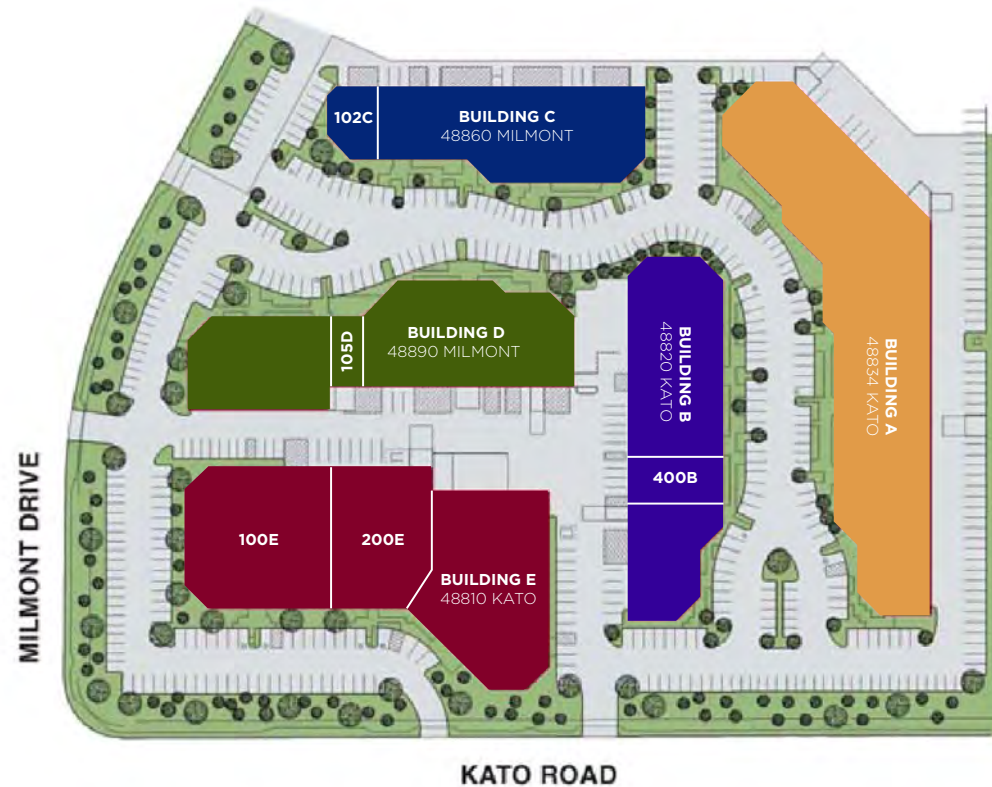 102C
BUILDING C
48860 MILMONT
BUILDING D
48890 MILMONT
105D
BUILDING B
48820 KATO
400B
BUILDING A
48834 KATO
100E
200E
BUILDING E
48810 KATO
MILMONT DRIVE
KATO ROAD